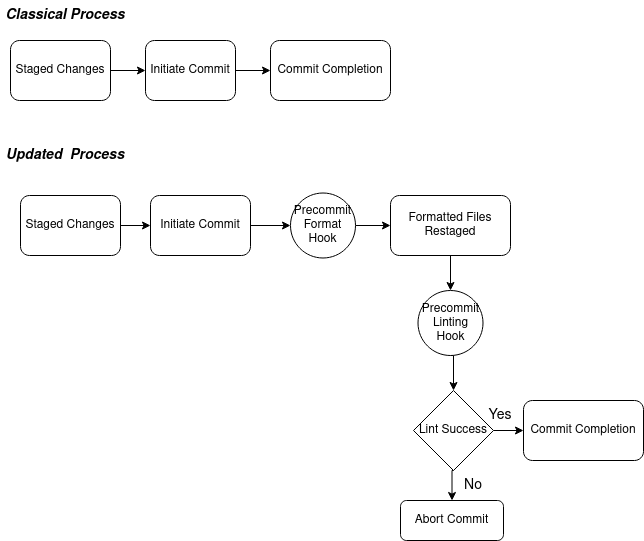 Classical Process
Staged Changes
Initiate Commit
Commit Completion
Updated Process
Staged Changes
Initiate Commit
Precommit
Format
Hook
Formatted Files
Restaged
Precommit
Linting
Hook
Lint Success
Yes
Commit Completion
No
Abort Commit